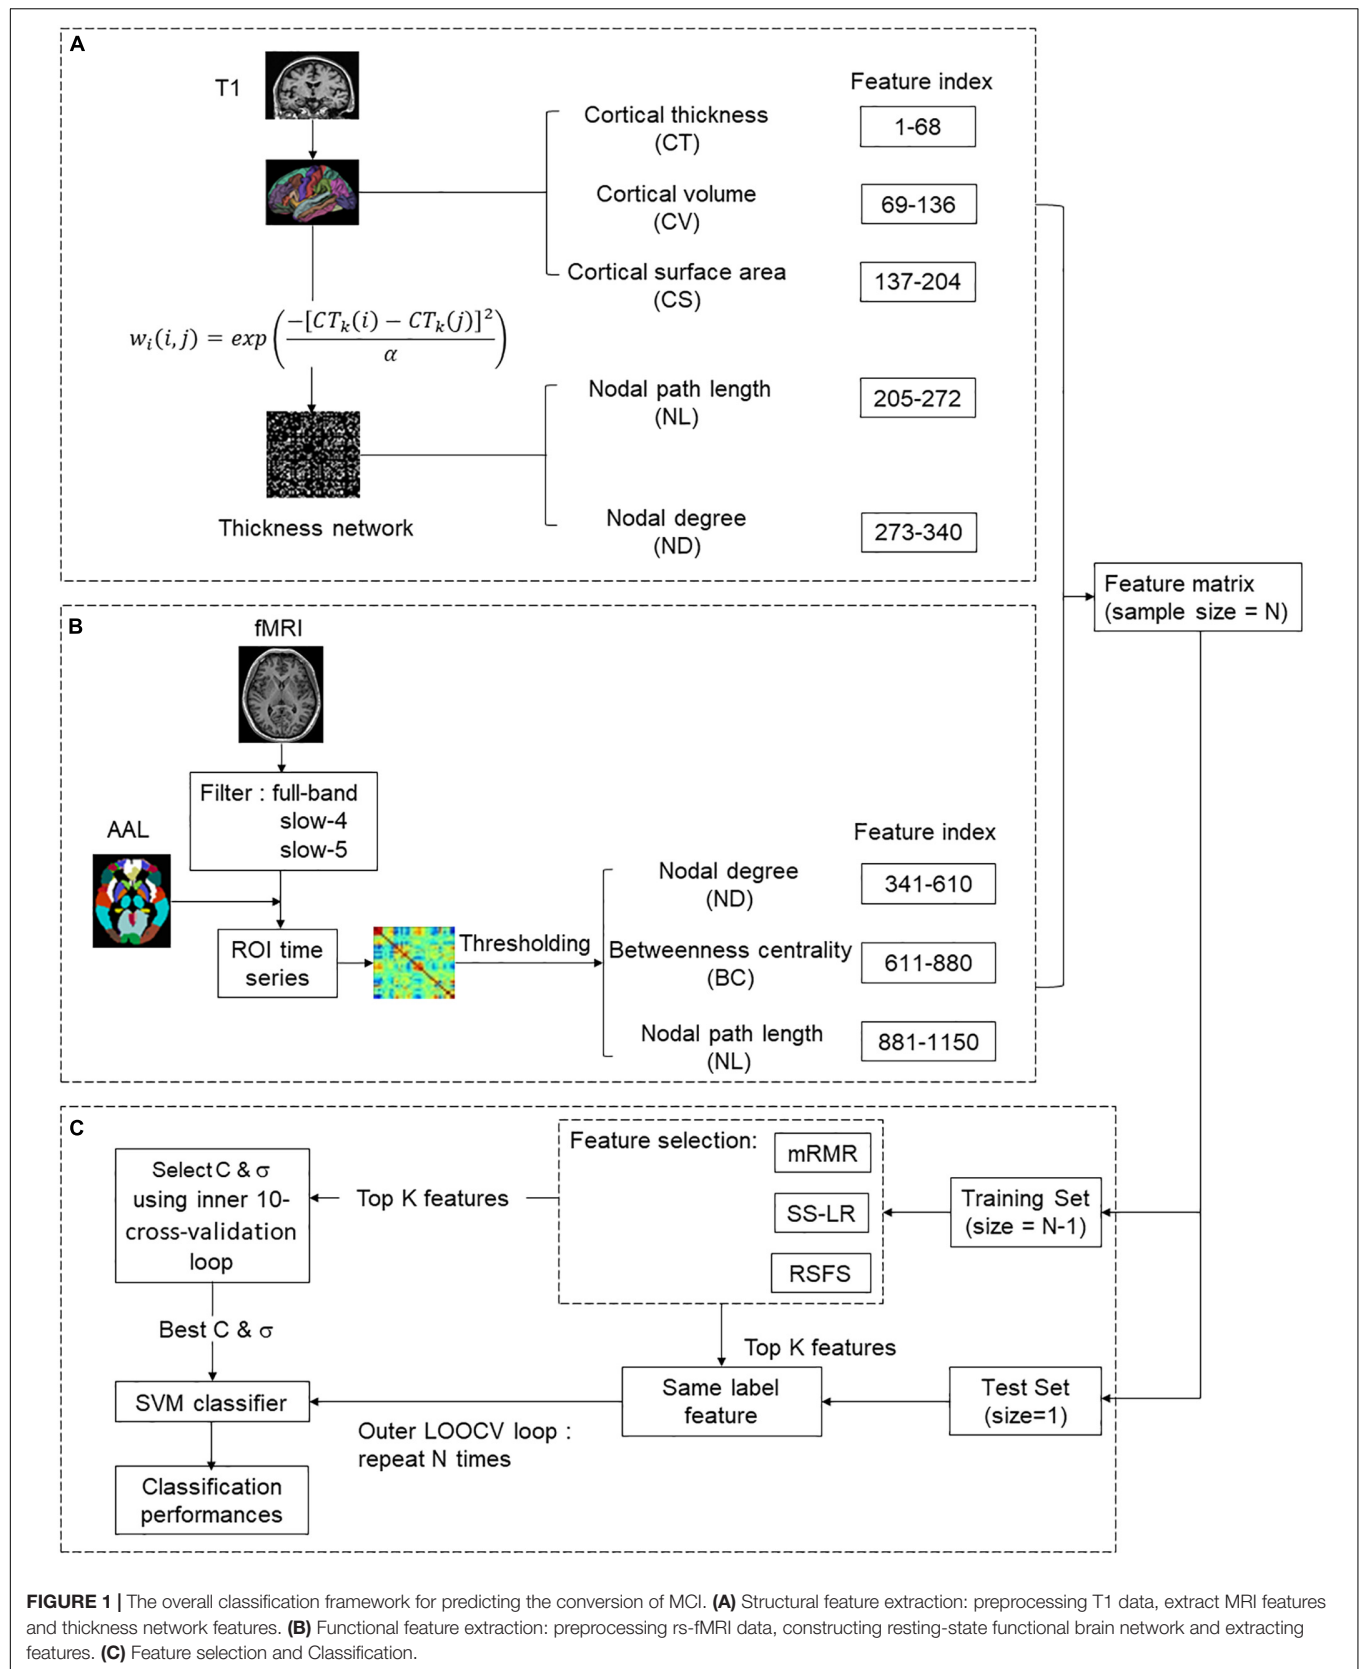 A
T1
Feature index
Cortical thickness
(CT)
1-68
Cortical volume
(CV)
69-136
Cortical surface area
(CS)
137-204
w_i(i,j) = exp(−[CT_k(i) − CT_k(j)]² / α)
Nodal path length
(NL)
205-272
Thickness network
Nodal degree
(ND)
273-340
Feature matrix
(sample size = N)
B
fMRI
Filter : full-band
slow-4
slow-5
AAL
ROI time
series
Thresholding
Feature index
Nodal degree
(ND)
341-610
Betweenness centrality
(BC)
611-880
Nodal path length
(NL)
881-1150
C
Select C & σ
using inner 10-
cross-validation
loop
Top K features
Feature selection:
mRMR
SS-LR
RSFS
Training Set
(size = N-1)
Best C & σ
Top K features
SVM classifier
Outer LOOCV loop :
repeat N times
Same label
feature
Test Set
(size=1)
Classification
performances
FIGURE 1 | The overall classification framework for predicting the conversion of MCI. (A) Structural feature extraction: preprocessing T1 data, extract MRI features
and thickness network features. (B) Functional feature extraction: preprocessing rs-fMRI data, constructing resting-state functional brain network and extracting
features. (C) Feature selection and Classification.